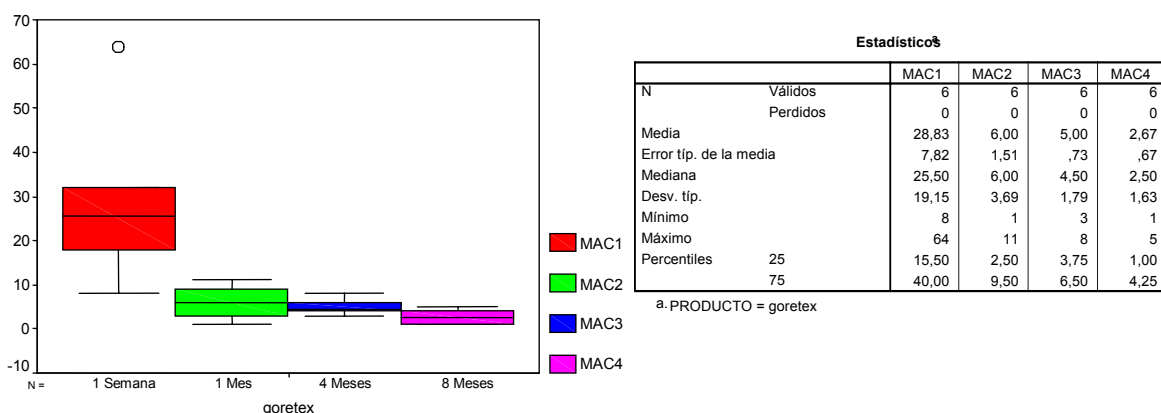 70
60
50
40
30
20
10
0
-10
N =
1 Semana 1 Mes 4 Meses 8 Meses
goretex
MAC1
MAC2
MAC3
MAC4
Estadísticos a
MAC1 MAC2 MAC3 MAC4
N Válidos 6 6 6 6
Perdidos 0 0 0 0
Media 28,83 6,00 5,00 2,67
Error típ. de la media 7,82 1,51 ,73 ,67
Mediana 25,50 6,00 4,50 2,50
Desv. típ. 19,15 3,69 1,79 1,63
Mínimo 8 1 3 1
Máximo 64 11 8 5
Percentiles 25 15,50 2,50 3,75 1,00
75 40,00 9,50 6,50 4,25
a. PRODUCTO = goretex